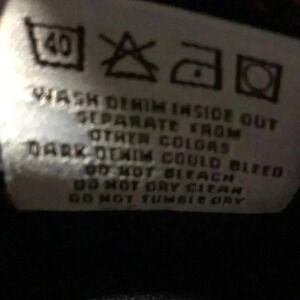 40
WASH DENIM INSIDE OUT
SEPARATE FROM
OTHER COLORS
DARK DENIM COULD BLEED
DO NOT BLEACH
DO NOT DRY CLEAN
DO NOT TUMBLE DRY